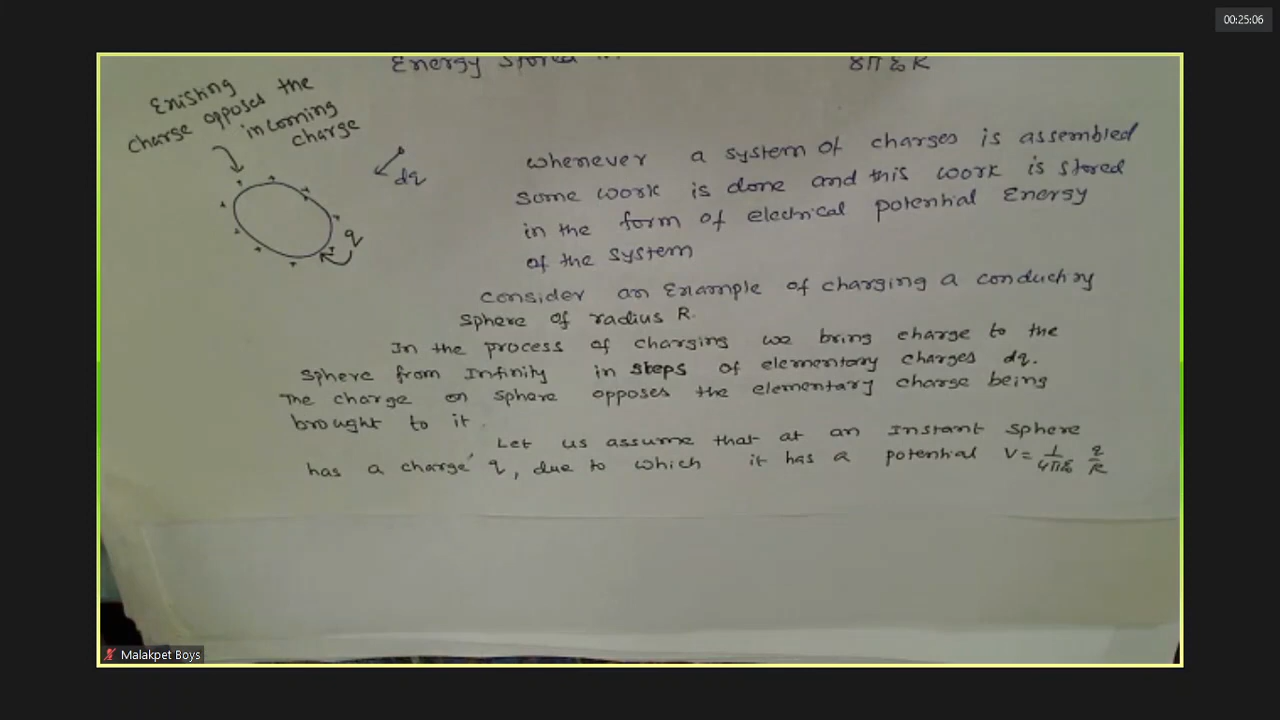 00:25:06
Energy stored in
8πε₀R
Existing
charge opposes the
incoming
charge
dq
q
whenever a system of charges is assembled
some work is done and this work is stored
in the form of electrical potential Energy
of the system
consider an Example of charging a conducting
sphere of radius R.
In the process of charging we bring charge to the
sphere from Infinity in steps of elementary charges dq.
The charge on sphere opposes the elementary charge being
brought to it.
Let us assume that at an Instant sphere
has a charge q, due to which it has a potential V = 1/4πε₀ q/R
Malakpet Boys